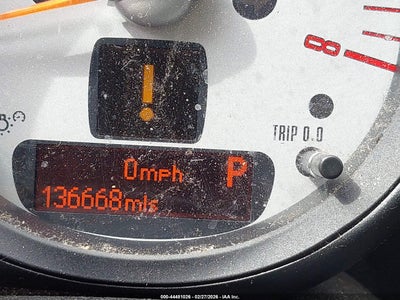 8
TRIP 0.0
0mph P
136668mls
000-44481026 - 02/27/2026 - IAA Inc.